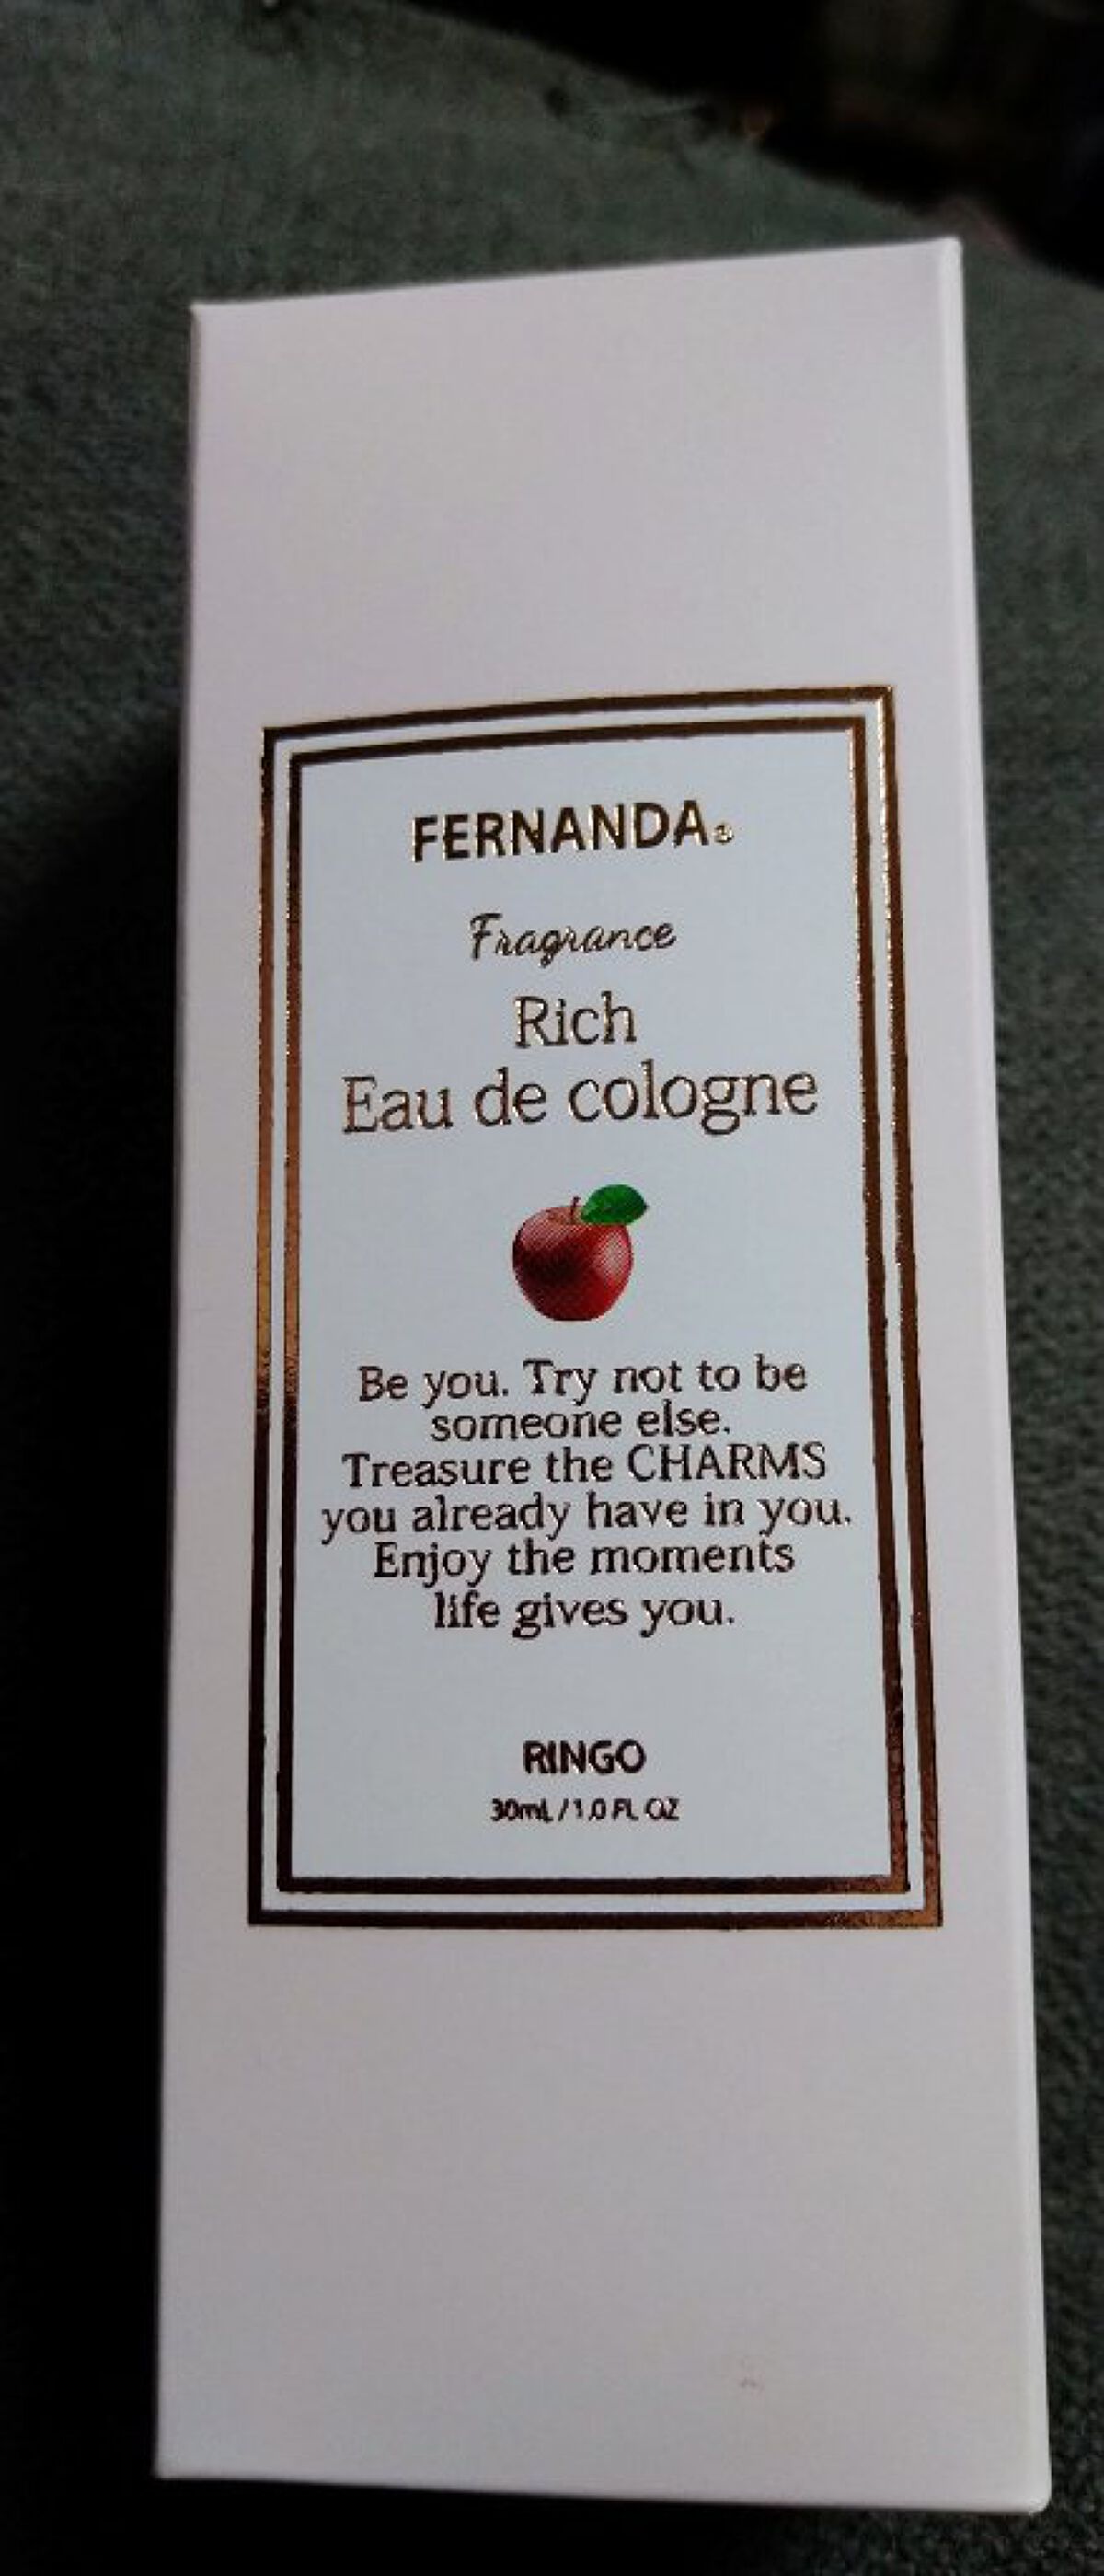 FERNANDA®
Fragrance
Rich
Eau de cologne
Be you. Try not to be
someone else.
Treasure the CHARMS
you already have in you.
Enjoy the moments
life gives you.
RINGO
30mL / 1.0 FL OZ